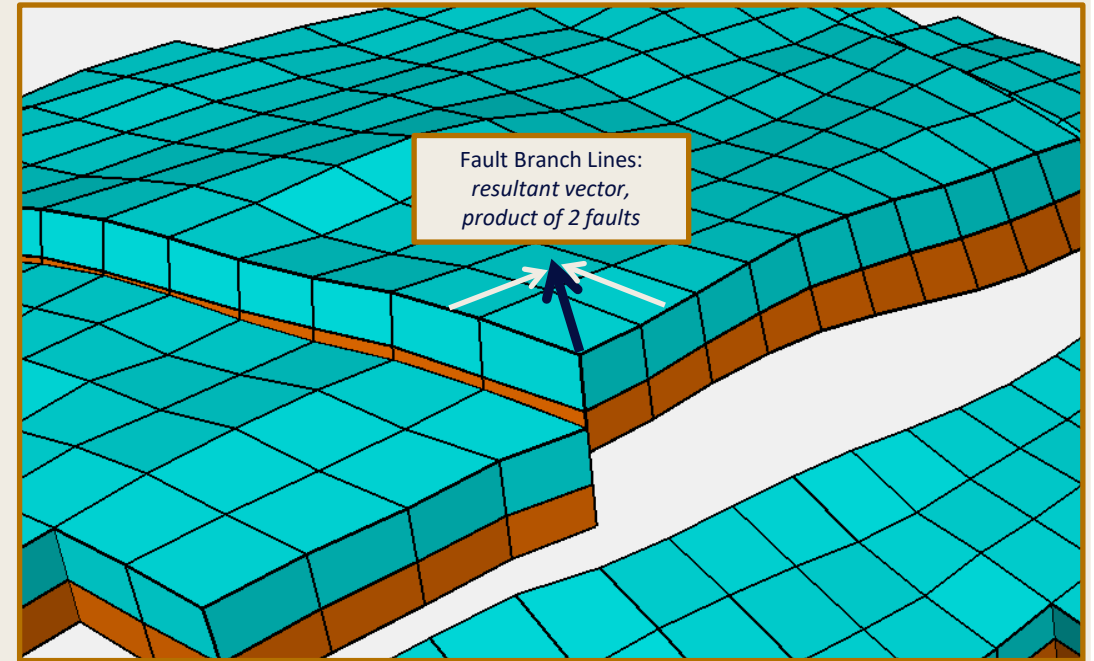 Fault Branch Lines:
resultant vector,
product of 2 faults